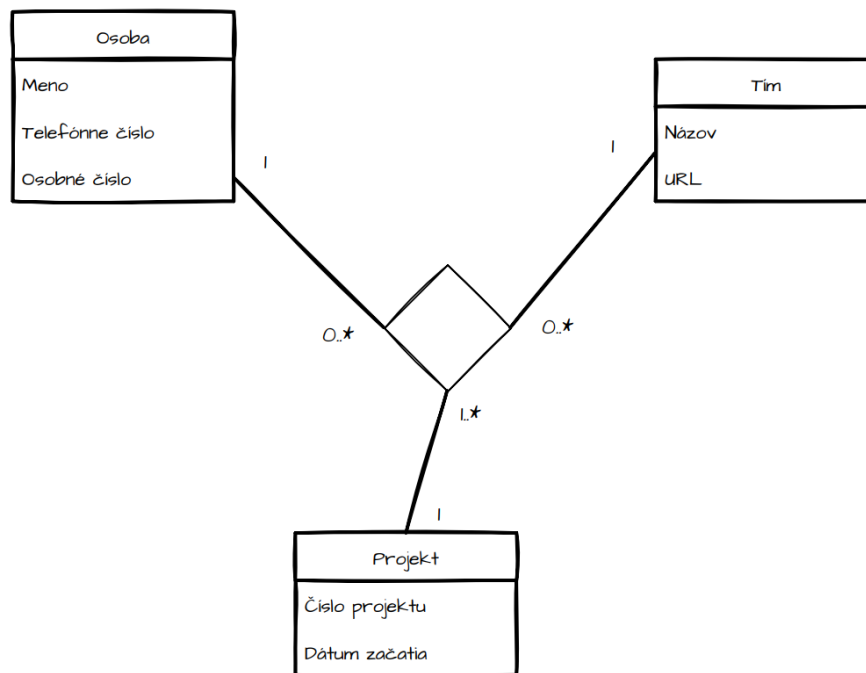 Osoba
Meno
Telefónne číslo
Osobné číslo
Tím
Názov
URL
1
1
0..*
0..*
1..*
1
Projekt
Číslo projektu
Dátum začatia